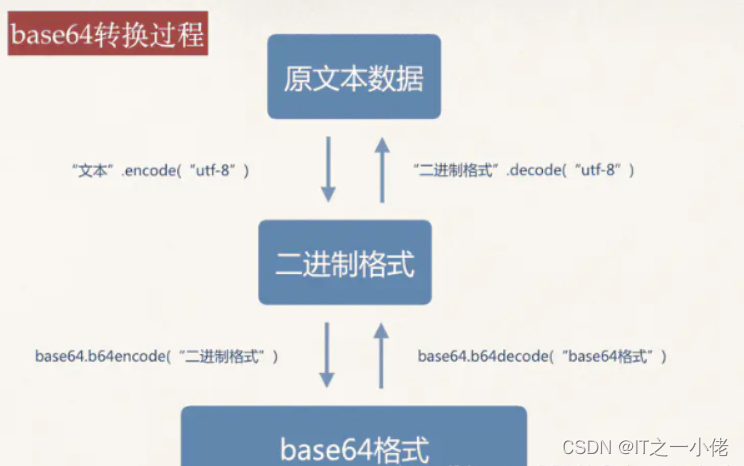 base64转换过程
原文本数据
“文本”.encode(“utf-8”)
“二进制格式”.decode(“utf-8”)
二进制格式
base64.b64encode(“二进制格式”)
base64.b64decode(“base64格式”)
base64格式
CSDN @IT之一小佬